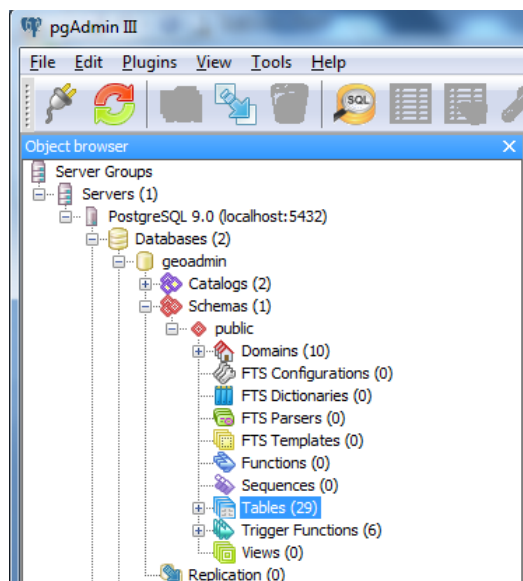 pgAdmin III
File Edit Plugins View Tools Help
SQL
Object browser
Server Groups
Servers (1)
PostgreSQL 9.0 (localhost:5432)
Databases (2)
geoadmin
Catalogs (2)
Schemas (1)
public
Domains (10)
FTS Configurations (0)
FTS Dictionaries (0)
FTS Parsers (0)
FTS Templates (0)
Functions (0)
Sequences (0)
Tables (29)
Trigger Functions (6)
Views (0)
Replication (0)